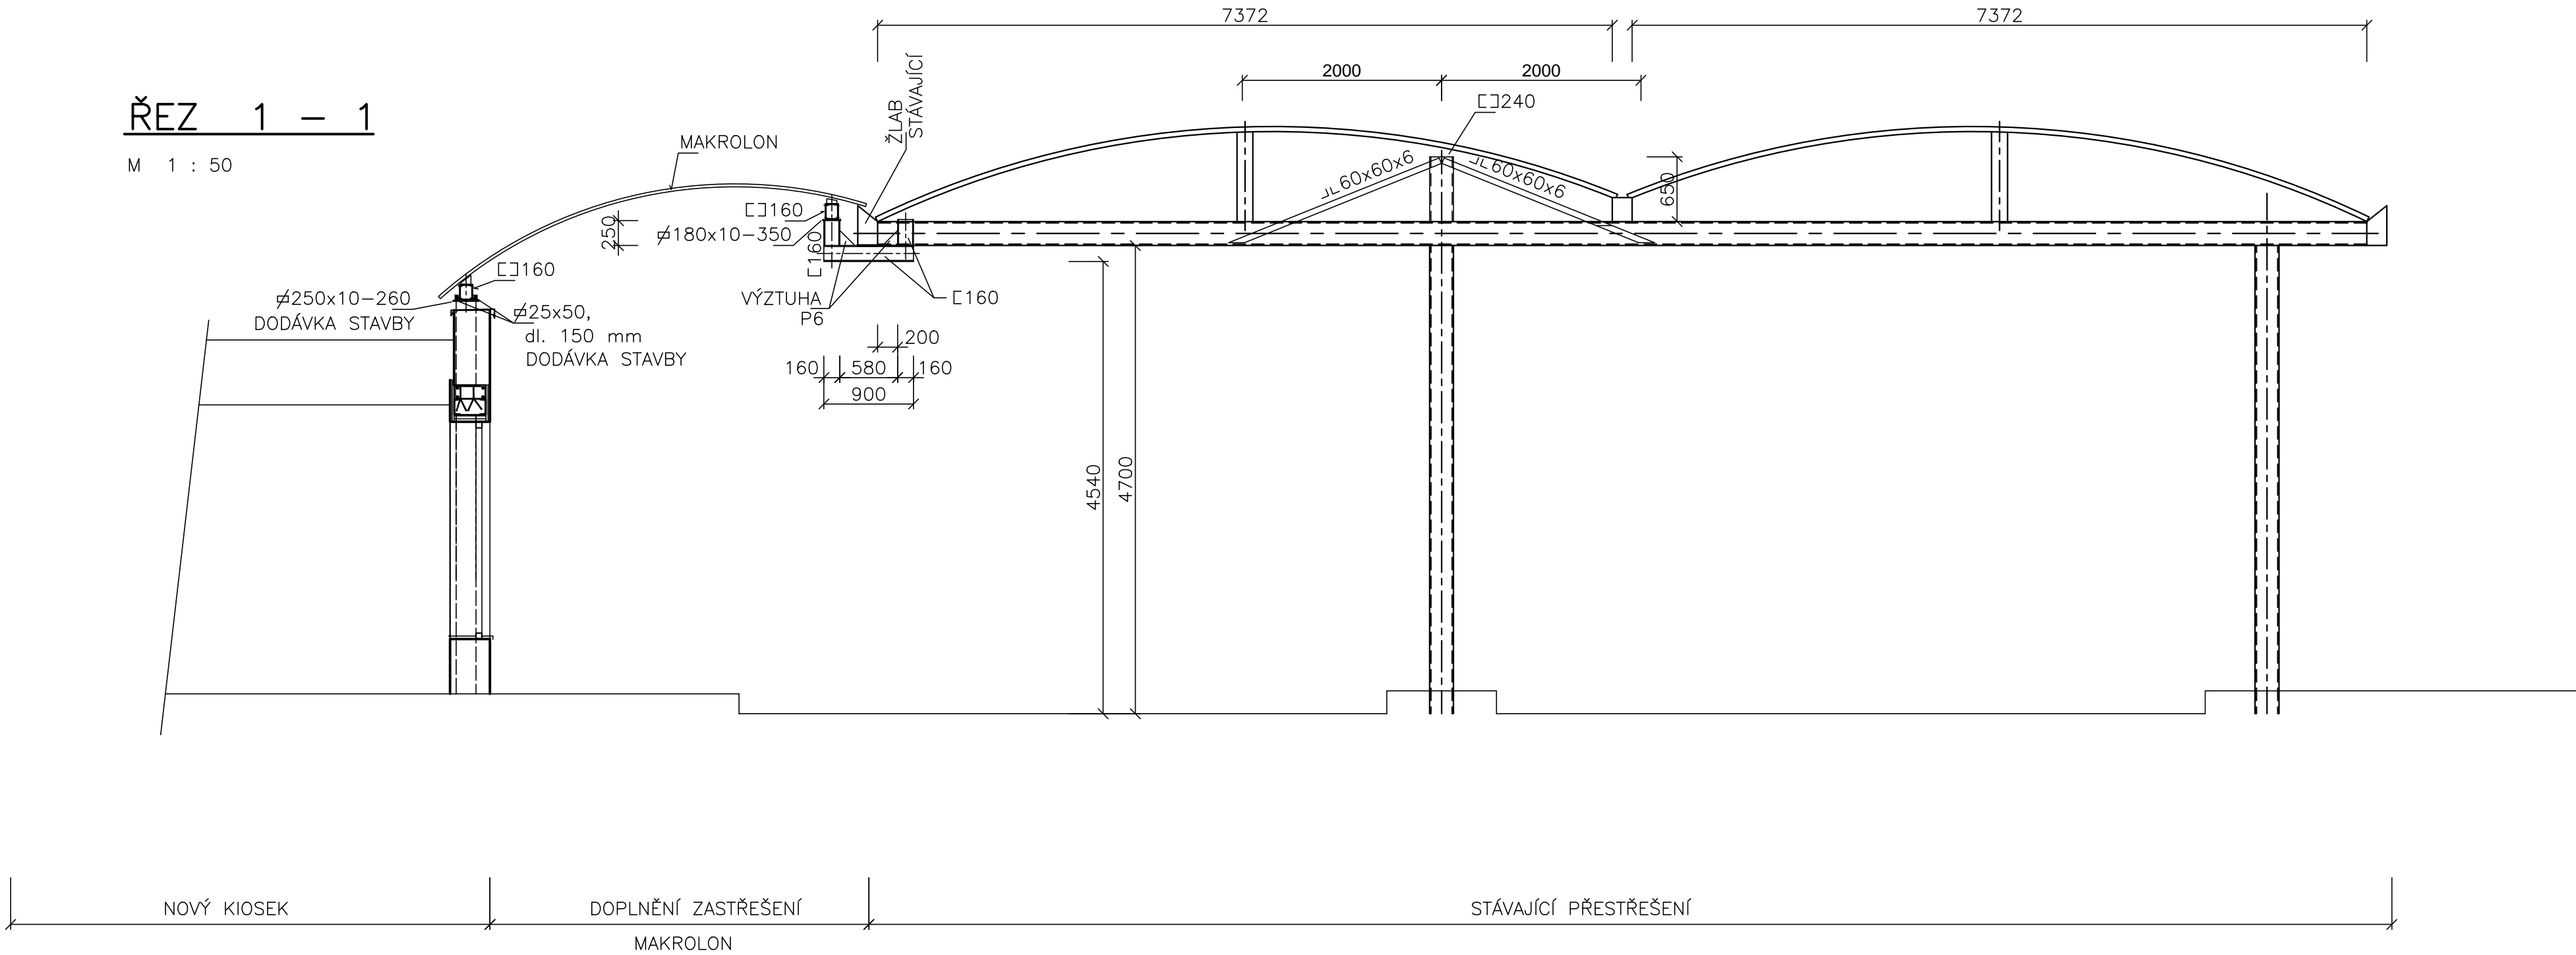 7372
7372
2000
2000
ŘEZ 1 – 1
M 1 : 50
MAKROLON
ŽLAB
STÁVAJÍCÍ
240
60x60x6
60x60x6
650
160
180x10–350
250
160
160
250x10–260
DODÁVKA STAVBY
25x50,
dl. 150 mm
DODÁVKA STAVBY
VÝZTUHA
P6
160
200
160
580
160
900
4540
4700
NOVÝ KIOSEK
DOPLNĚNÍ ZASTŘEŠENÍ
MAKROLON
STÁVAJÍCÍ PŘESTŘEŠENÍ